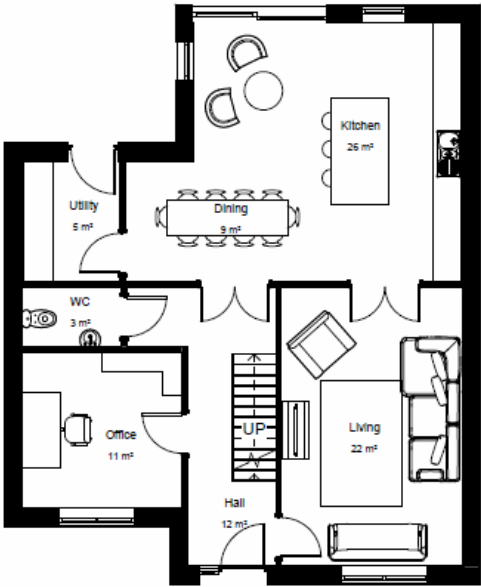 Kitchen
26 m²
Utility
5 m²
Dining
9 m²
WC
3 m²
UP
Office
11 m²
Living
22 m²
Hall
12 m²